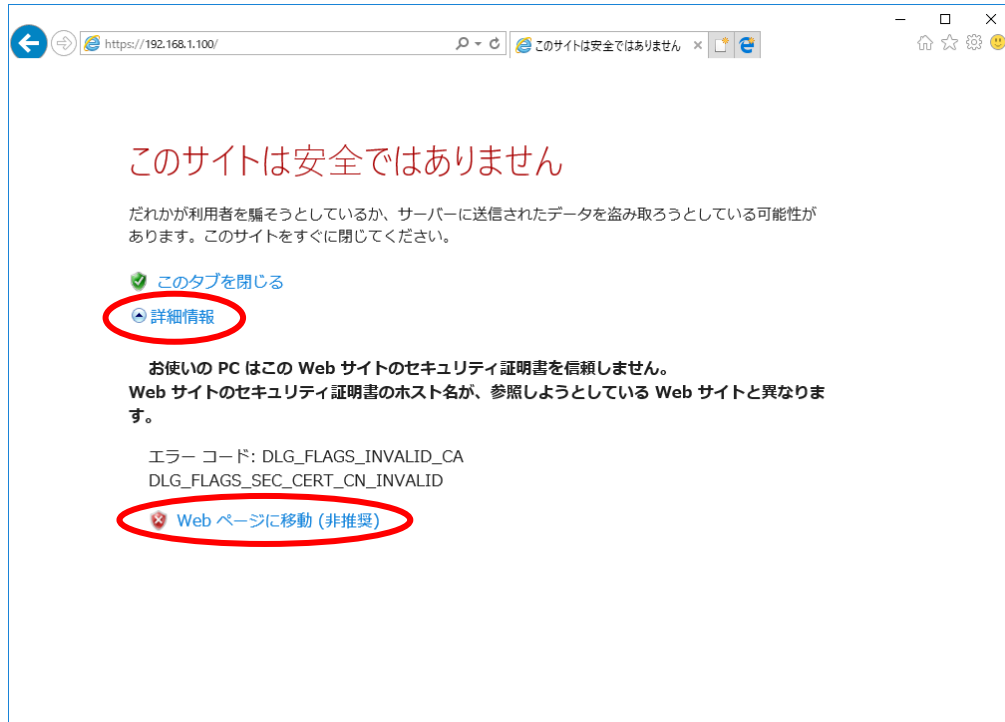 https://192.168.1.100/
このサイトは安全ではありません
このサイトは安全ではありません
だれかが利用者を騙そうとしているか、サーバーに送信されたデータを盗み取ろうとしている可能性が
あります。このサイトをすぐに閉じてください。
このタブを閉じる
詳細情報
お使いの PC はこの Web サイトのセキュリティ証明書を信頼しません。
Web サイトのセキュリティ証明書のホスト名が、参照しようとしている Web サイトと異なりま
す。
エラー コード: DLG_FLAGS_INVALID_CA
DLG_FLAGS_SEC_CERT_CN_INVALID
Web ページに移動 (非推奨)